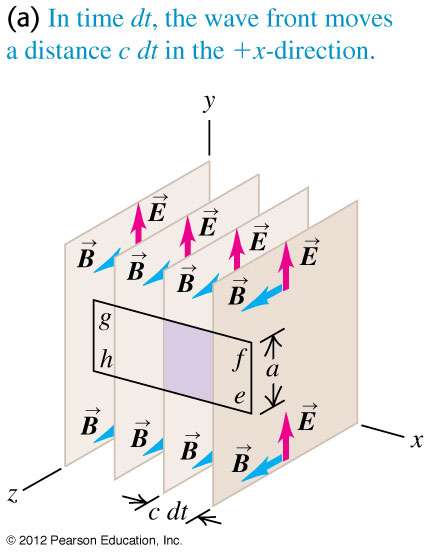 (a) In time dt, the wave front moves
a distance c dt in the +x-direction.
y
E⃗
E⃗
E⃗
E⃗
B⃗
B⃗
B⃗
B⃗
g
h
f
a
e
E⃗
B⃗
B⃗
B⃗
B⃗
x
z
c dt
© 2012 Pearson Education, Inc.